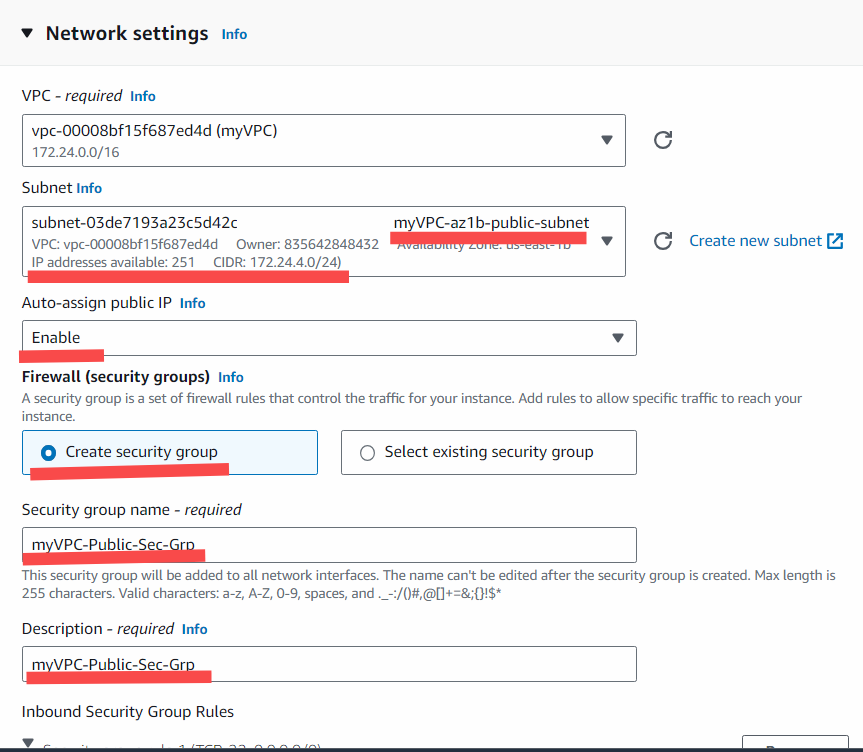 Network settings Info
VPC - required Info
vpc-00008bf15f687ed4d (myVPC)
172.24.0.0/16
Subnet Info
subnet-03de7193a23c5d42c myVPC-az1b-public-subnet
VPC: vpc-00008bf15f687ed4d Owner: 835642848432 Availability Zone: us-east-1b
IP addresses available: 251 CIDR: 172.24.4.0/24)
Create new subnet
Auto-assign public IP Info
Enable
Firewall (security groups) Info
A security group is a set of firewall rules that control the traffic for your instance. Add rules to allow specific traffic to reach your
instance.
Create security group Select existing security group
Security group name - required
myVPC-Public-Sec-Grp
This security group will be added to all network interfaces. The name can't be edited after the security group is created. Max length is
255 characters. Valid characters: a-z, A-Z, 0-9, spaces, and ._-:/()#,@[]+=&;{}!$*
Description - required Info
myVPC-Public-Sec-Grp
Inbound Security Group Rules